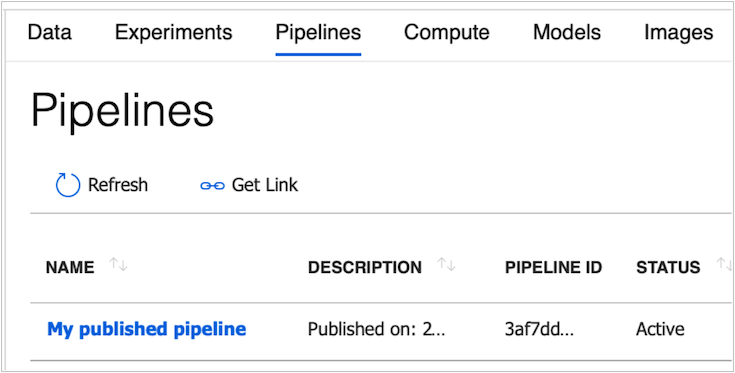 Data Experiments Pipelines Compute Models Images
Pipelines
Refresh Get Link
NAME DESCRIPTION PIPELINE ID STATUS
My published pipeline Published on: 2... 3af7dd... Active